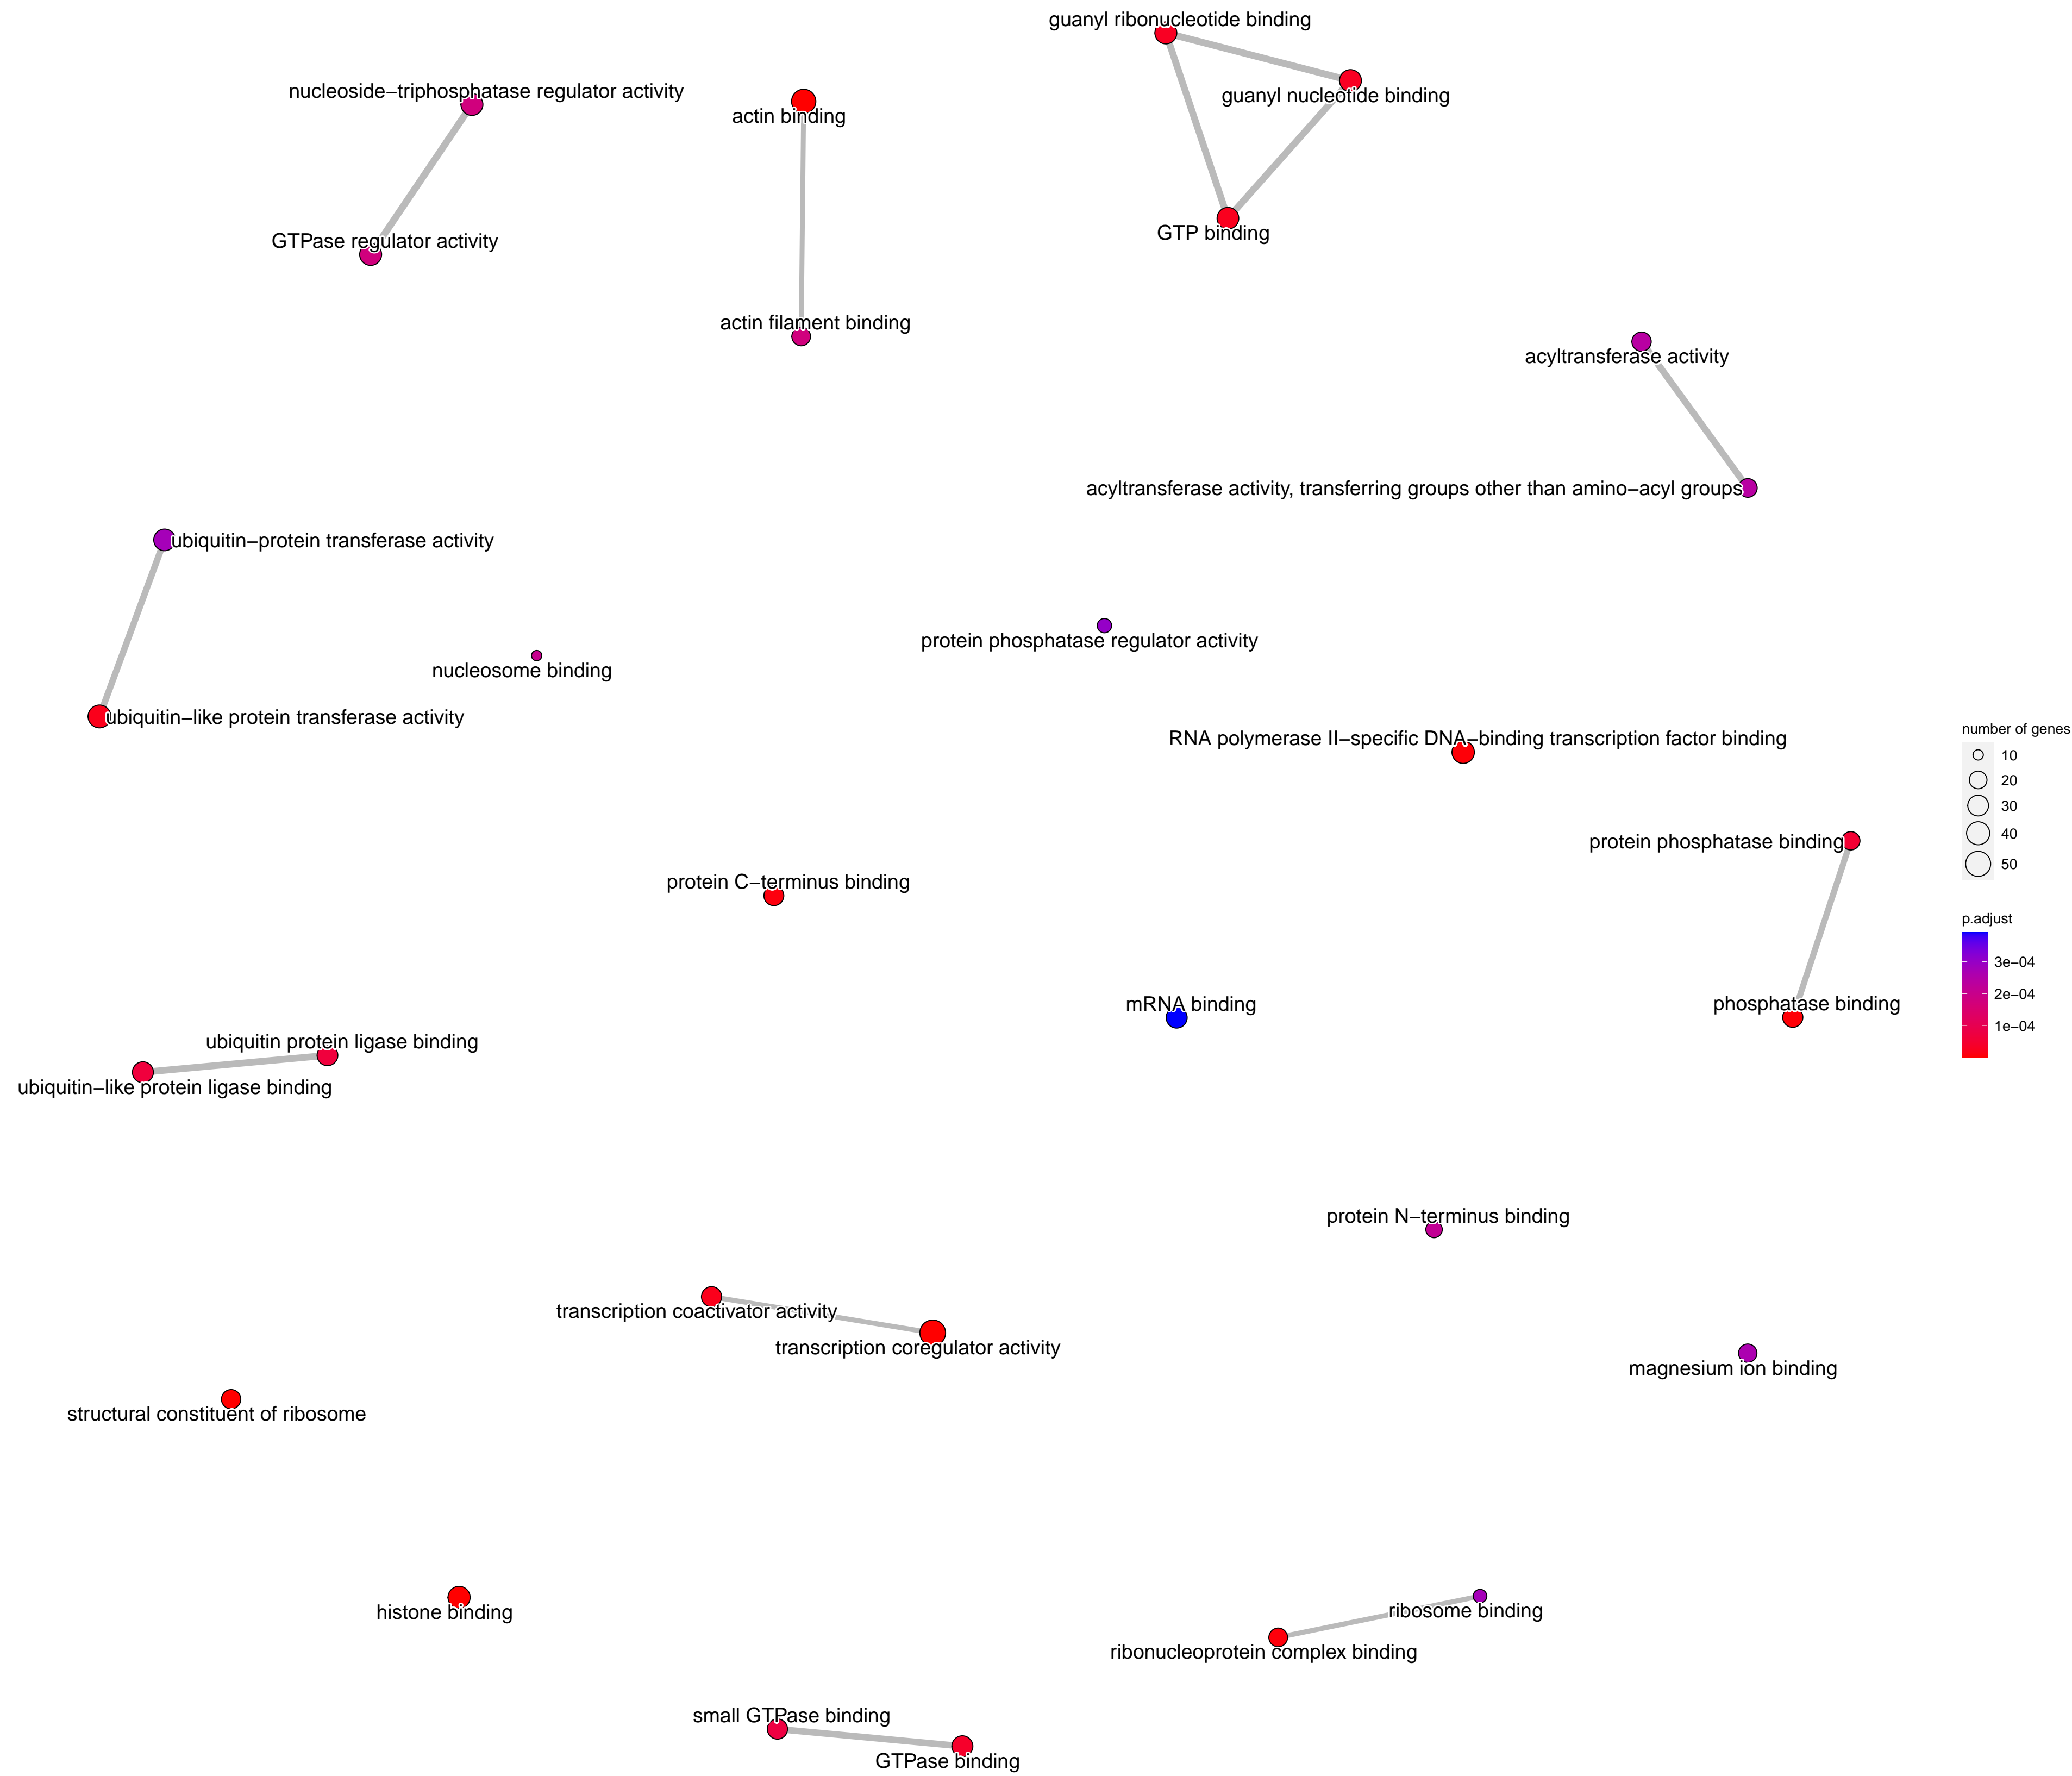 guanyl ribonucleotide binding
nucleoside−triphosphatase regulator activity
guanyl nucleotide binding
actin binding
GTP binding
GTPase regulator activity
actin filament binding
acyltransferase activity
acyltransferase activity, transferring groups other than amino−acyl groups
ubiquitin−protein transferase activity
protein phosphatase regulator activity
nucleosome binding
ubiquitin−like protein transferase activity
RNA polymerase II−specific DNA−binding transcription factor binding
number of genes
10
20
30
40
50
protein phosphatase binding
protein C−terminus binding
p.adjust
3e−04
2e−04
1e−04
mRNA binding
phosphatase binding
ubiquitin protein ligase binding
ubiquitin−like protein ligase binding
protein N−terminus binding
transcription coactivator activity
transcription coregulator activity
magnesium ion binding
structural constituent of ribosome
histone binding
ribosome binding
ribonucleoprotein complex binding
small GTPase binding
GTPase binding